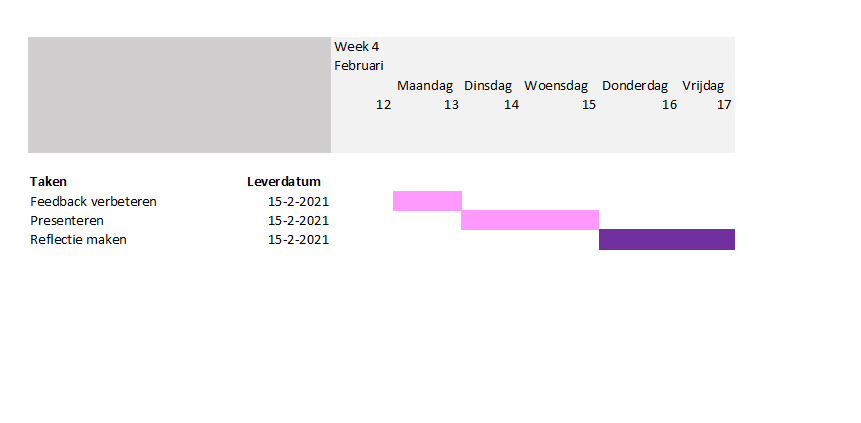 Week 4
Februari
Maandag Dinsdag Woensdag Donderdag Vrijdag
12 13 14 15 16 17
Taken Leverdatum
Feedback verbeteren 15-2-2021
Presenteren 15-2-2021
Reflectie maken 15-2-2021